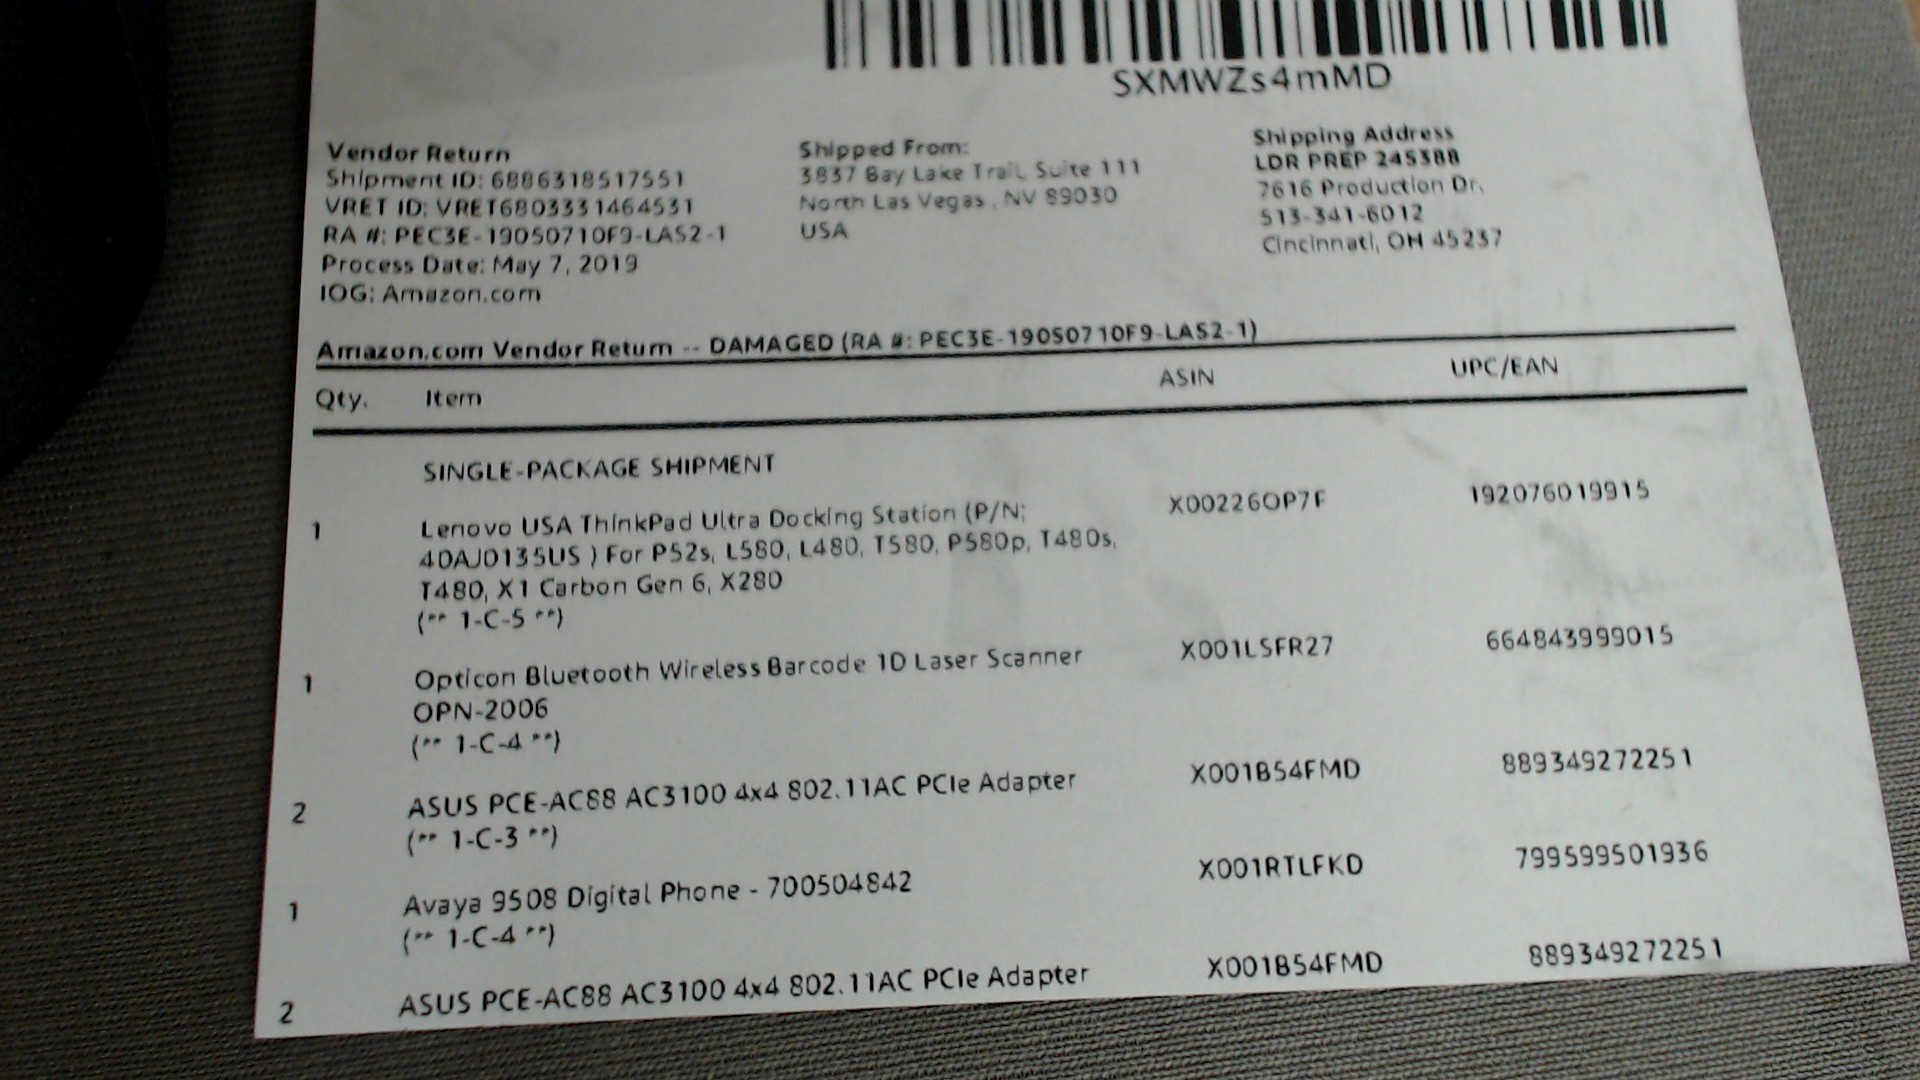 SXMWZs4mMD
Vendor Return
Shipment ID: 6886318517551
VRET ID: VRET6803331464531
RA #: PEC3E-19050710F9-LAS2-1
Process Date: May 7, 2019
IOG: Amazon.com
Shipped From:
3837 Bay Lake Trail, Suite 111
North Las Vegas , NV 89030
USA
Shipping Address
LDR PREP 245388
7616 Production Dr.
513-341-6012
Cincinnati, OH 45237
Amazon.com Vendor Return -- DAMAGED (RA #: PEC3E-19050710F9-LAS2-1)
Qty. Item ASIN UPC/EAN
SINGLE-PACKAGE SHIPMENT
1 Lenovo USA ThinkPad Ultra Docking Station (P/N: X00226OP7F 192076019915
40AJ0135US ) For P52s, L580, L480, T580, P580p, T480s,
T480, X1 Carbon Gen 6, X280
(** 1-C-5 **)
1 Opticon Bluetooth Wireless Barcode 1D Laser Scanner X001LSFR27 664843999015
OPN-2006
(** 1-C-4 **)
2 ASUS PCE-AC88 AC3100 4x4 802.11AC PCIe Adapter X001B54FMD 889349272251
(** 1-C-3 **)
1 Avaya 9508 Digital Phone - 700504842 X001RTLFKD 799599501936
(** 1-C-4 **)
2 ASUS PCE-AC88 AC3100 4x4 802.11AC PCIe Adapter X001B54FMD 889349272251